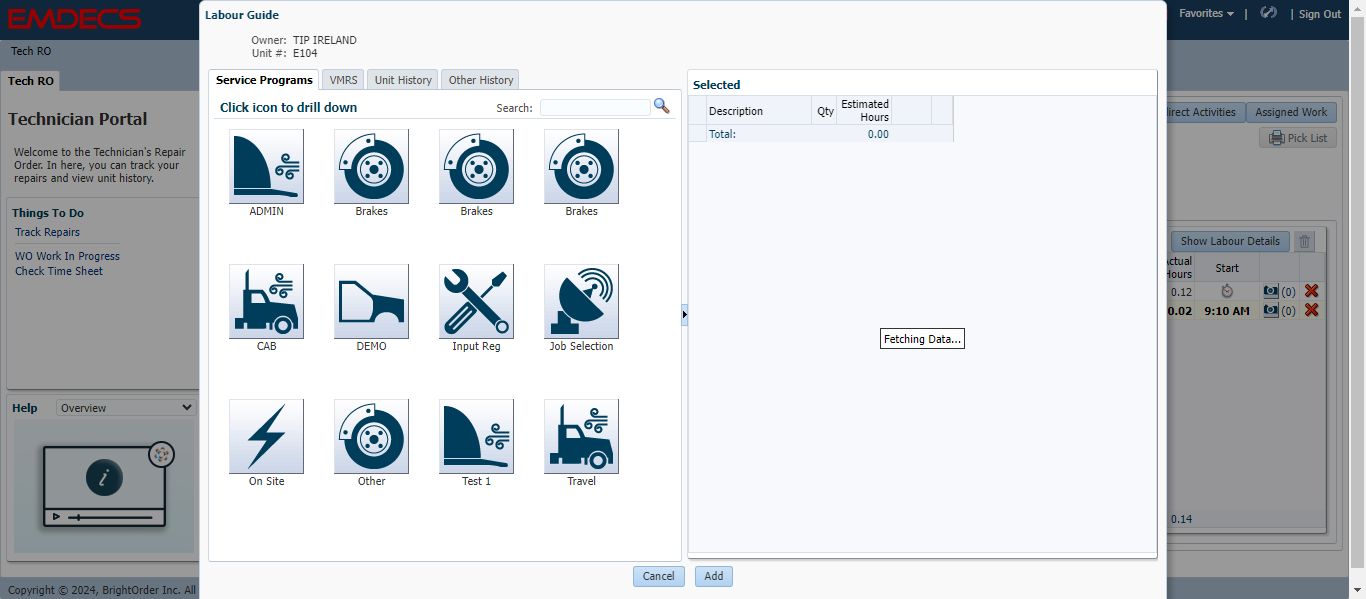 EMDECS
Labour Guide
Favorites
|
| Sign Out
Owner: TIP IRELAND
Unit #: E104
Tech RO
Tech RO
Service Programs
VMRS
Unit History
Other History
Click icon to drill down
Search:
Selected
Description
Qty
Estimated
Hours
Total:
0.00
Technician Portal
Welcome to the Technician's Repair
Order. In here, you can track your
repairs and view unit history.
Things To Do
Track Repairs
WO Work In Progress
Check Time Sheet
ADMIN
Brakes
Brakes
Brakes
CAB
DEMO
Input Reg
Job Selection
On Site
Other
Test 1
Travel
Fetching Data...
direct Activities
Assigned Work
Pick List
Show Labour Details
Actual
Hours
Start
0.12
(0)
0.02
9:10 AM
(0)
0.14
Help
Overview
i
Cancel
Add
Copyright © 2024, BrightOrder Inc. All